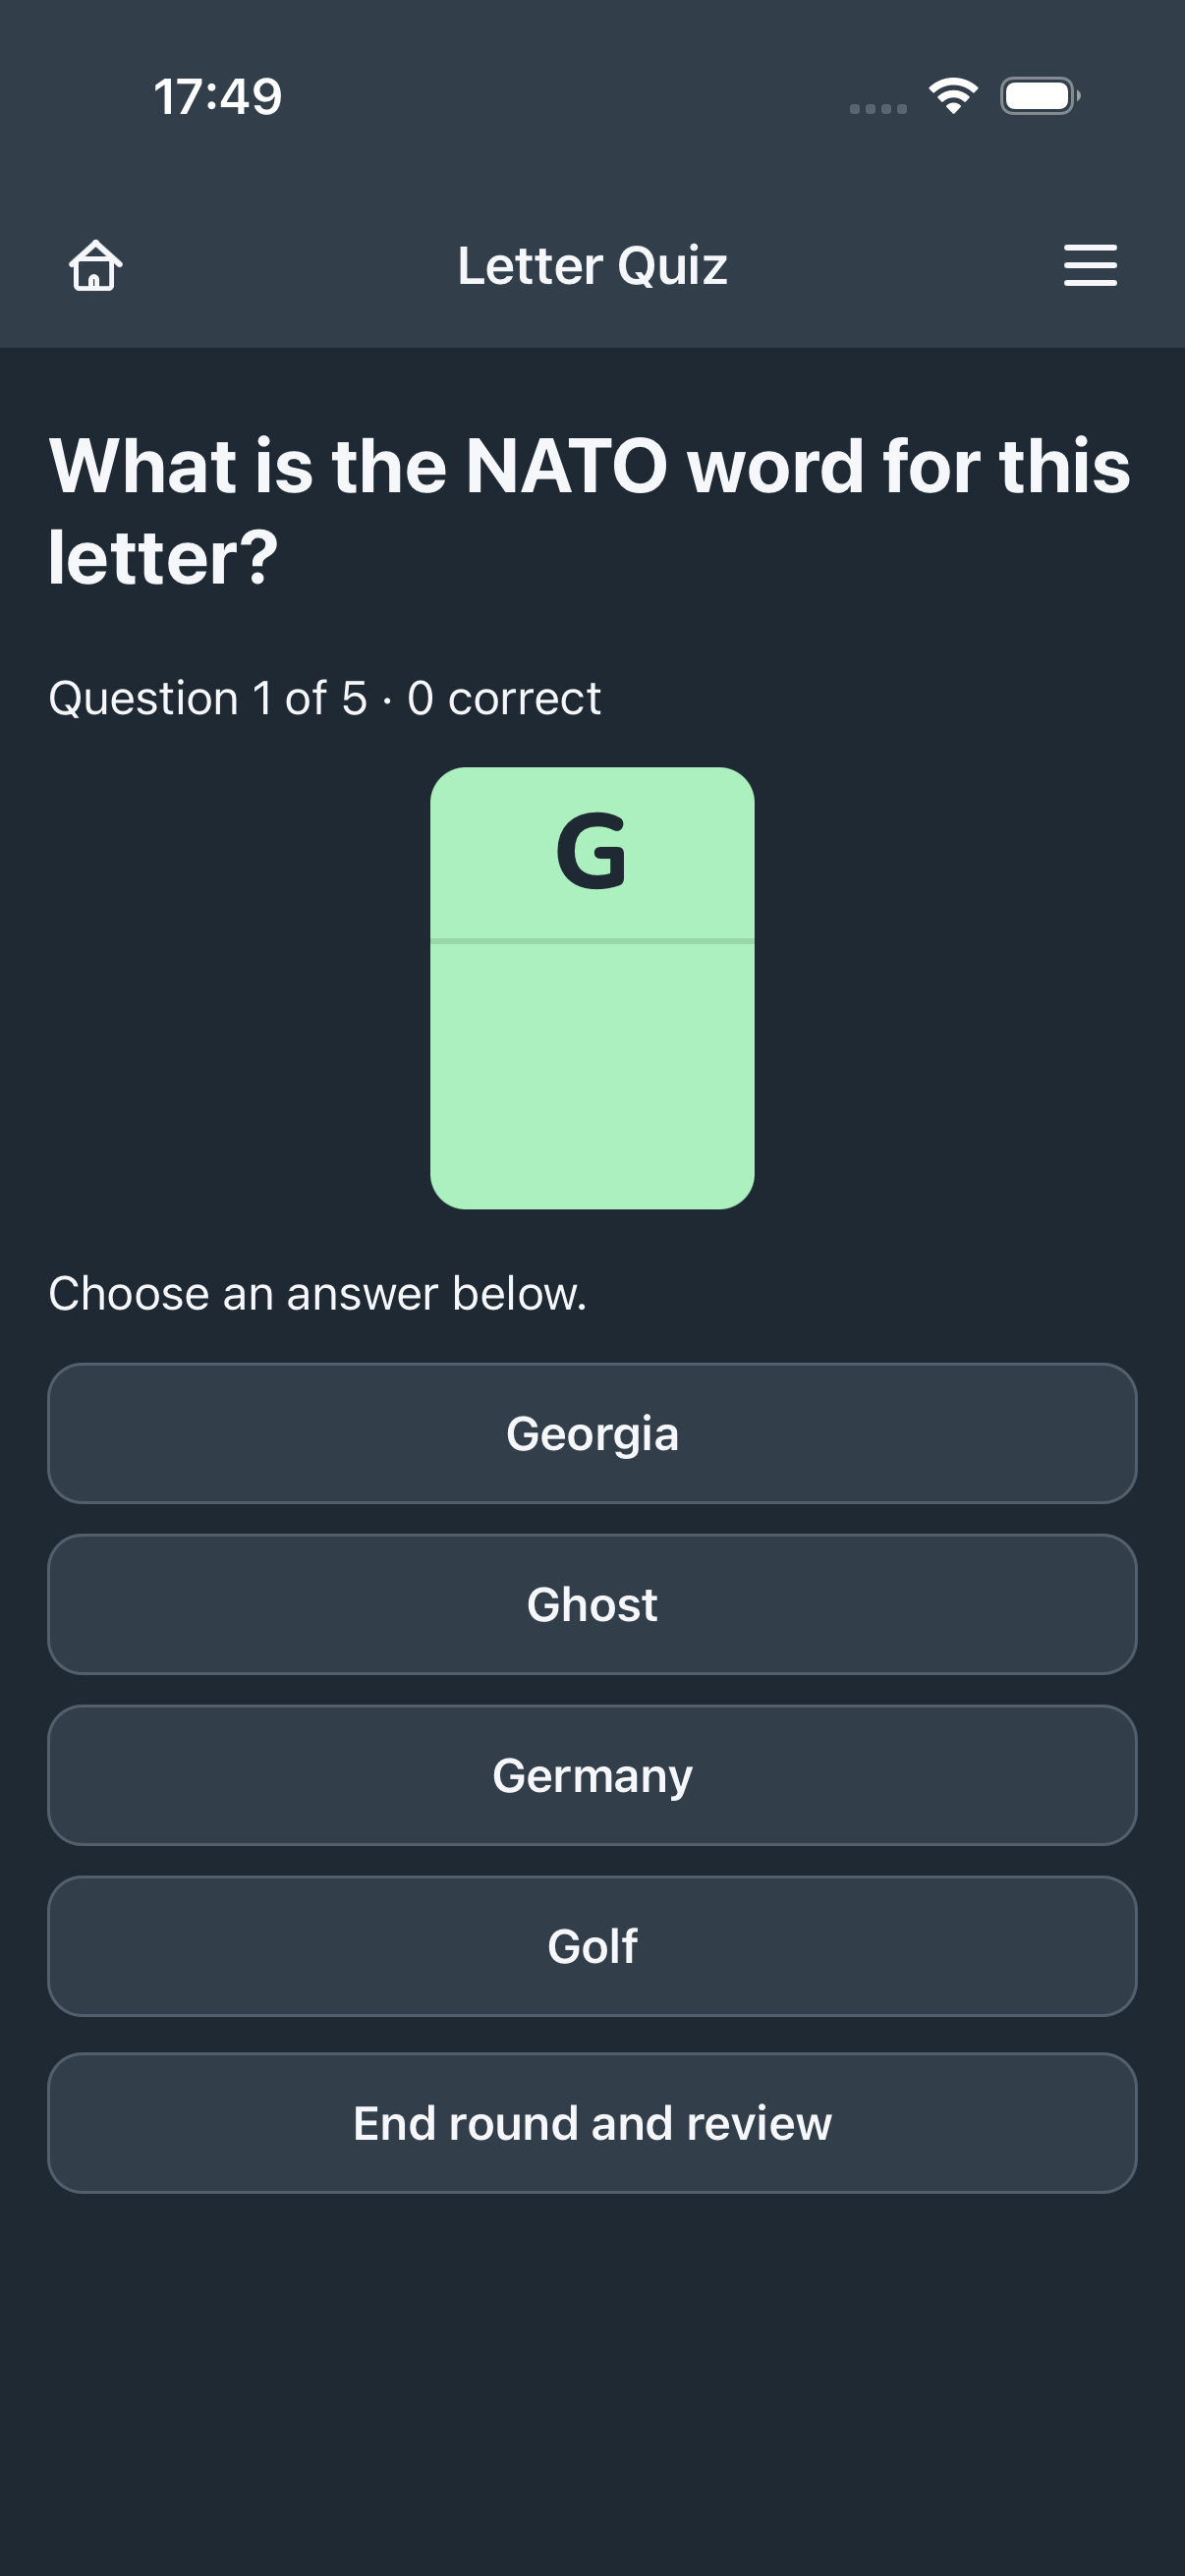 17:49
Letter Quiz
What is the NATO word for this
letter?
Question 1 of 5 · 0 correct
G
Choose an answer below.
Georgia
Ghost
Germany
Golf
End round and review